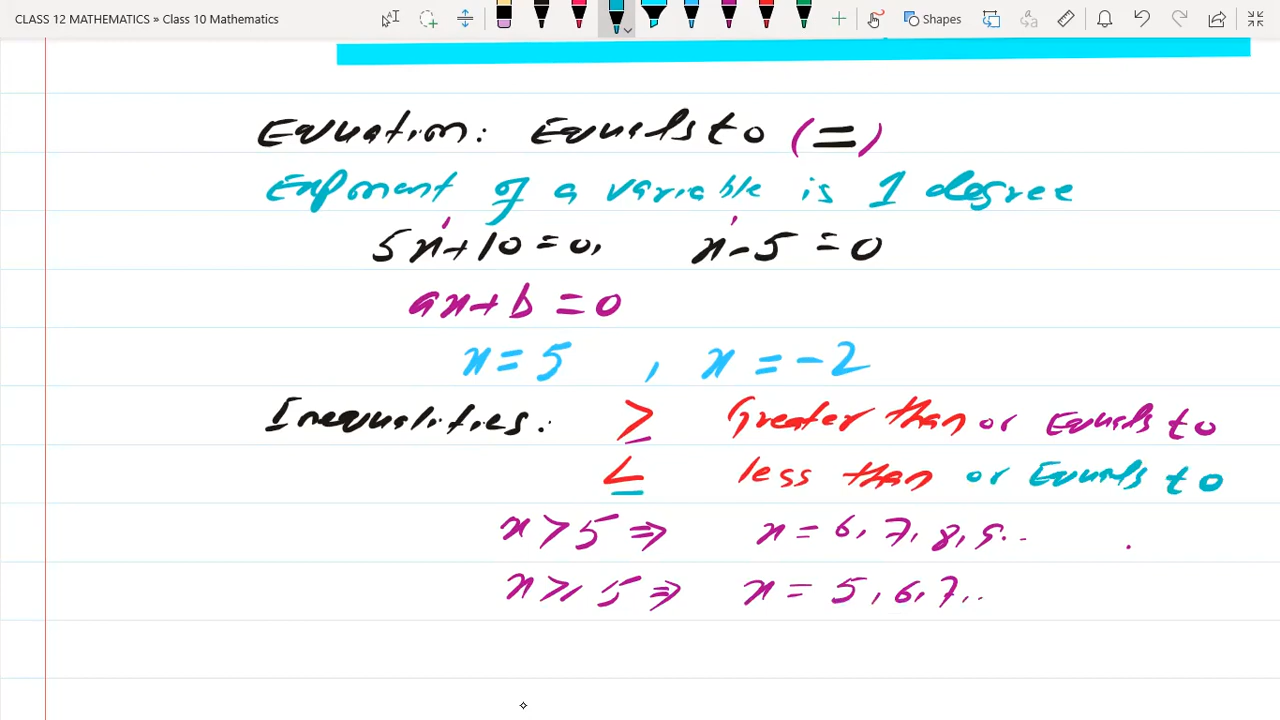 CLASS 12 MATHEMATICS » Class 10 Mathematics
Shapes
Equation: Equals to (=)
Exponent of a variable is 1 degree
5x¹+10=0, x¹-5=0
ax+b=0
x=5 , x=-2
Inequalities: ≥ Greater than or Equals to
≤ less than or Equals to
x>5⇒ x=6,7,8,9...
x≥5⇒ x=5,6,7,..